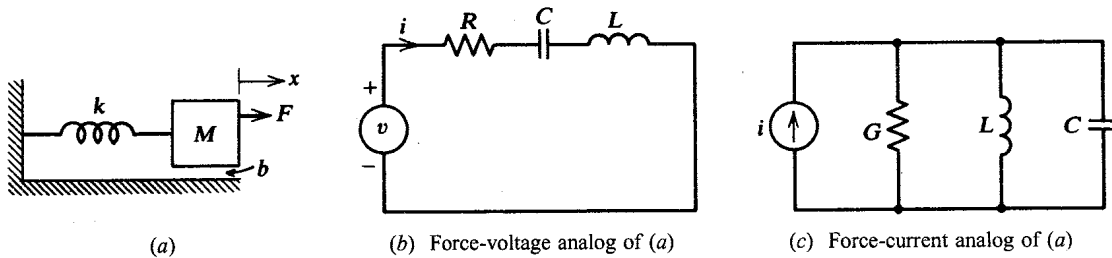 k
M
x
F
b
(a)
i
R
C
L
+
v
−
(b) Force-voltage analog of (a)
i
G
L
C
(c) Force-current analog of (a)